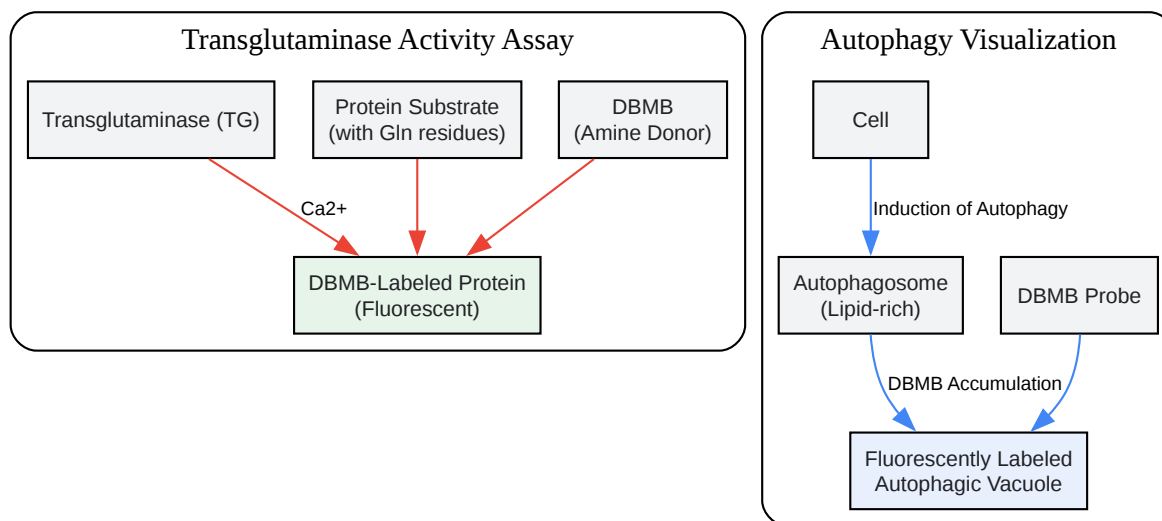 Transglutaminase Activity Assay
Transglutaminase (TG)
Protein Substrate
(with Gln residues)
DBMB
(Amine Donor)
Ca2+
DBMB-Labeled Protein
(Fluorescent)
Autophagy Visualization
Cell
Induction of Autophagy
Autophagosome
(Lipid-rich)
DBMB Probe
DBMB Accumulation
Fluorescently Labeled
Autophagic Vacuole